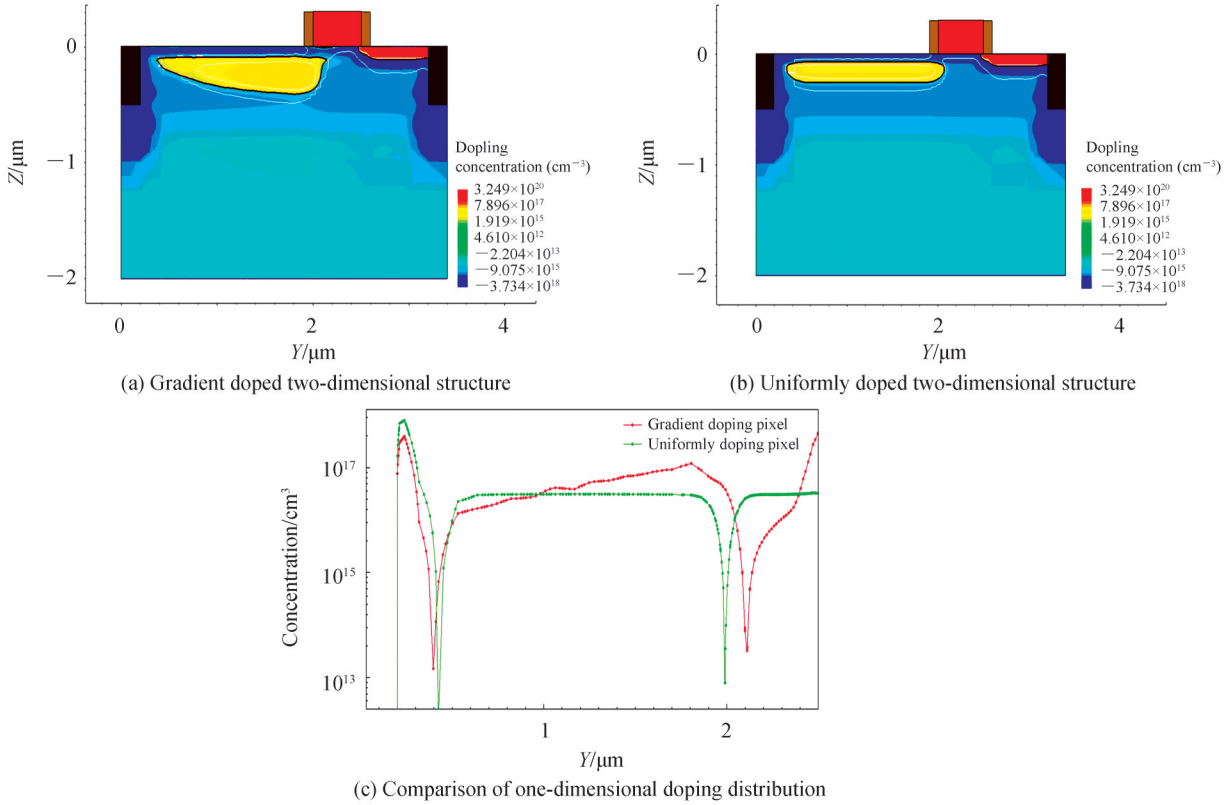 0
−1
−2
Z/μm
0
2
4
Y/μm
Dopling
concentration (cm⁻³)
3.249×10²⁰
7.896×10¹⁷
1.919×10¹⁵
4.610×10¹²
−2.204×10¹³
−9.075×10¹⁵
−3.734×10¹⁸
(a) Gradient doped two-dimensional structure
0
−1
−2
Z/μm
0
2
4
Y/μm
Dopling
concentration (cm⁻³)
3.249×10²⁰
7.896×10¹⁷
1.919×10¹⁵
4.610×10¹²
−2.204×10¹³
−9.075×10¹⁵
−3.734×10¹⁸
(b) Uniformly doped two-dimensional structure
Gradient doping pixel
Uniformly doping pixel
10¹⁷
10¹⁵
10¹³
Concentration/cm³
1
2
Y/μm
(c) Comparison of one-dimensional doping distribution